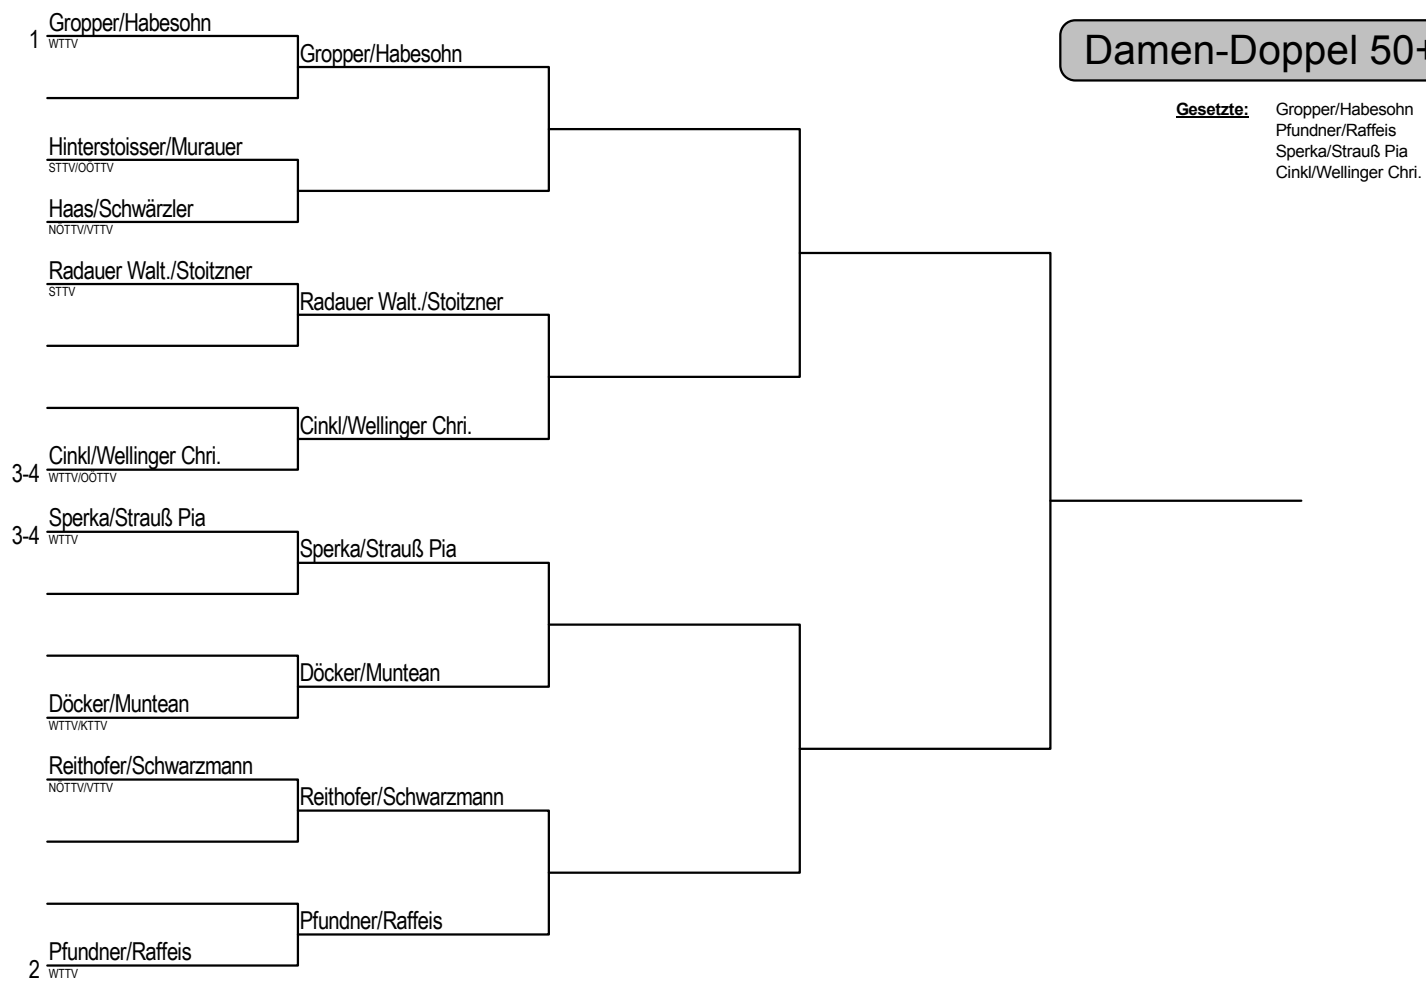 Damen-Doppel 50+
Gesetzte: Gropper/Habesohn
Pfundner/Raffeis
Sperka/Strauß Pia
Cinkl/Wellinger Chri.
1 Gropper/Habesohn
WTTV
Gropper/Habesohn
Hinterstoisser/Murauer
STTV/OÖTTV
Haas/Schwärzler
NÖTTV/VTTV
Radauer Walt./Stoitzner
STTV
Radauer Walt./Stoitzner
Cinkl/Wellinger Chri.
3-4 Cinkl/Wellinger Chri.
WTTV/OÖTTV
3-4 Sperka/Strauß Pia
WTTV
Sperka/Strauß Pia
Döcker/Muntean
Döcker/Muntean
WTTV/KTTV
Reithofer/Schwarzmann
NÖTTV/VTTV
Reithofer/Schwarzmann
Pfundner/Raffeis
2 Pfundner/Raffeis
WTTV